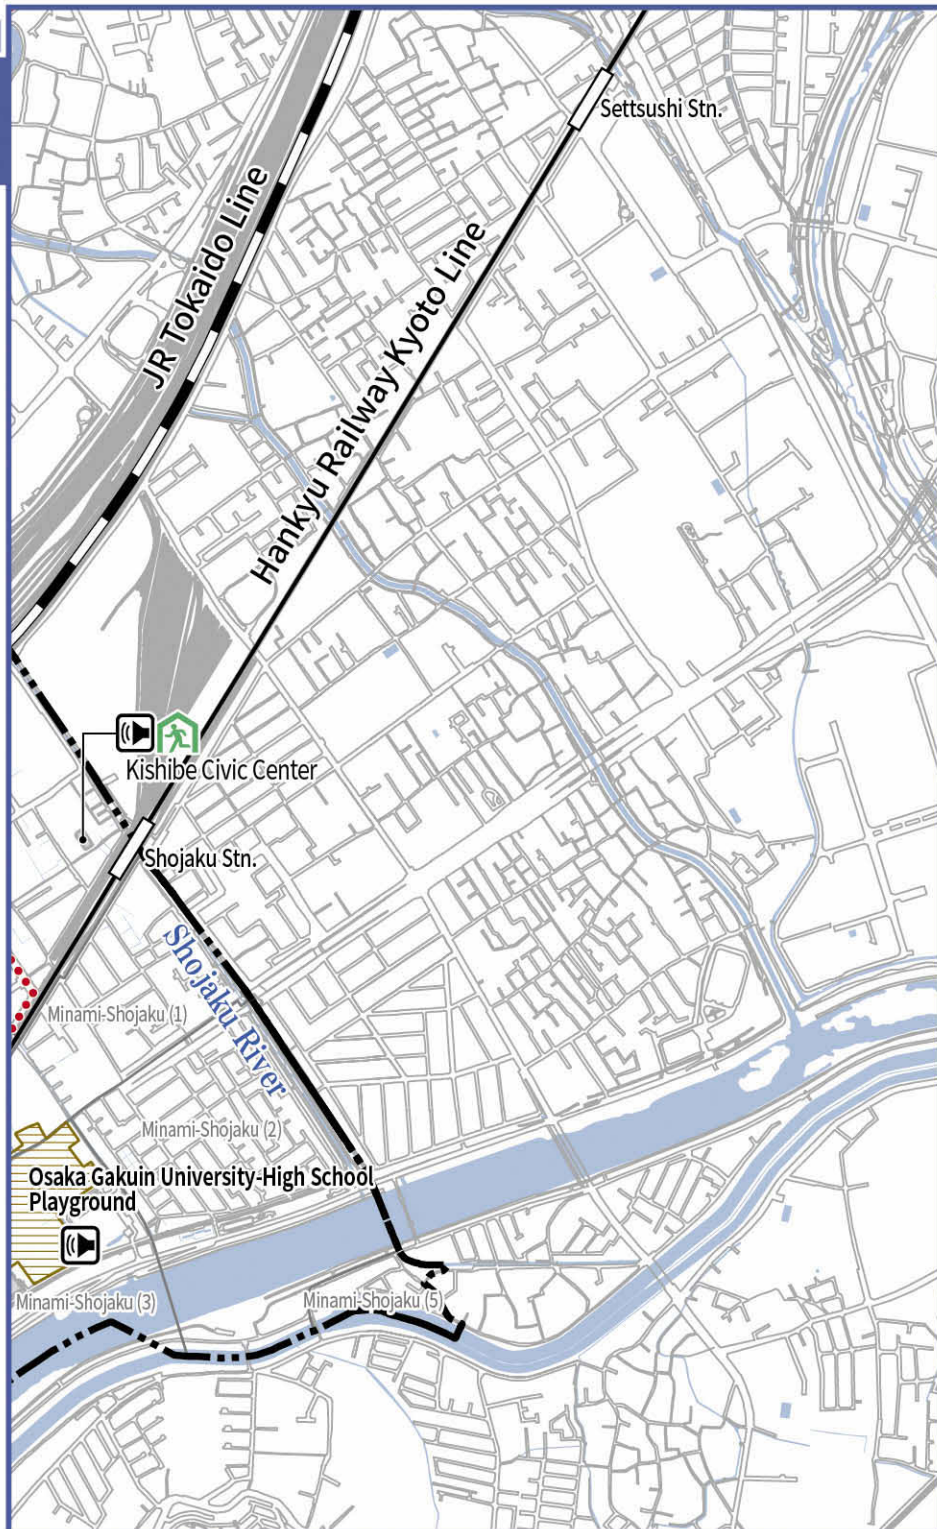 Settsushi Stn.
JR Tokaido Line
Hankyu Railway Kyoto Line
Kishibe Civic Center
Shojaku Stn.
Shojaku River
Minami-Shojaku (1)
Minami-Shojaku (2)
Osaka Gakuin University-High School
Playground
Minami-Shojaku (3)
Minami-Shojaku (5)